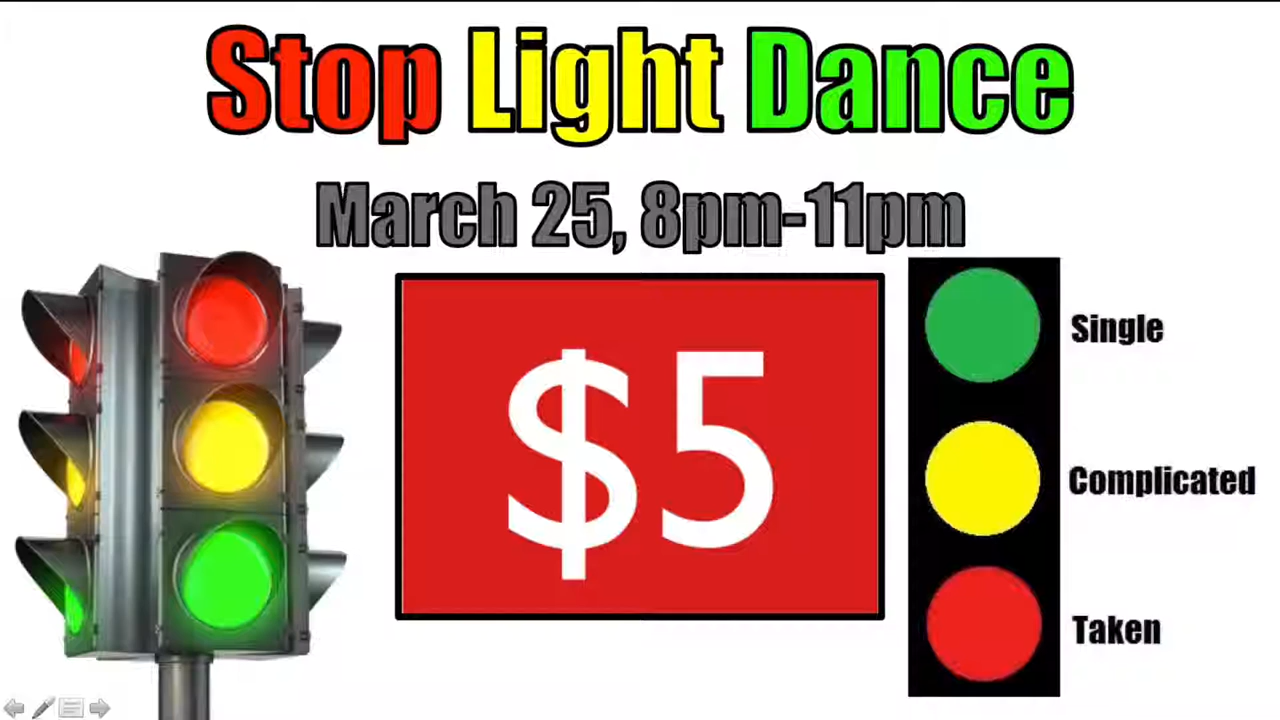 Stop Light Dance
March 25, 8pm-11pm
$5
Single
Complicated
Taken